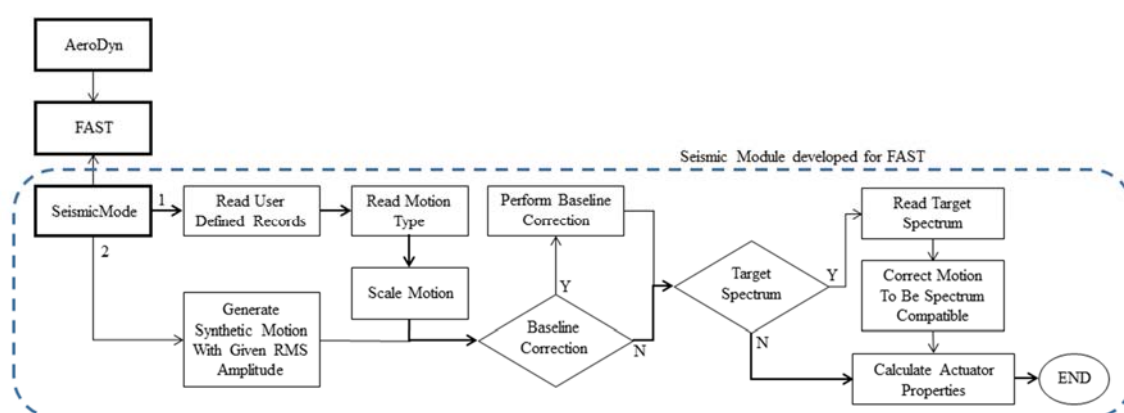 AeroDyn
FAST
Seismic Module developed for FAST
SeismicMode
1
2
Read User
Defined Records
Read Motion
Type
Scale Motion
Generate
Synthetic Motion
With Given RMS
Amplitude
Perform Baseline
Correction
Y
Baseline
Correction
N
Target
Spectrum
Y
N
Read Target
Spectrum
Correct Motion
To Be Spectrum
Compatible
Calculate Actuator
Properties
END